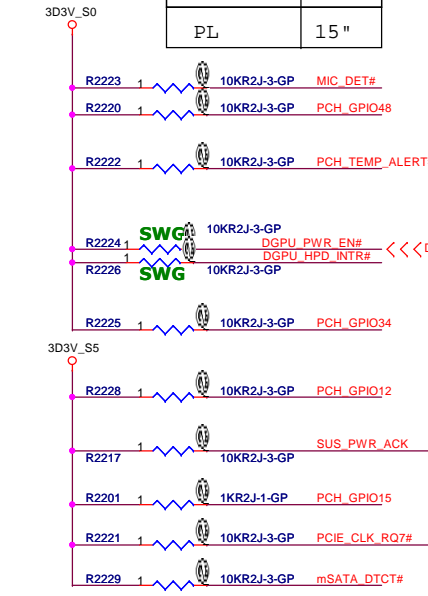 3D3V_S0
PL 15"
R2223 1 10KR2J-3-GP MIC_DET#
R2220 1 10KR2J-3-GP PCH_GPIO48
R2222 1 10KR2J-3-GP PCH_TEMP_ALERT
SWG 10KR2J-3-GP
R2224 1 DGPU_PWR_EN#
1 DGPU_HPD_INTR#
R2226 SWG 10KR2J-3-GP
R2225 1 10KR2J-3-GP PCH_GPIO34
3D3V_S5
R2228 1 10KR2J-3-GP PCH_GPIO12
1 SUS_PWR_ACK
R2217 10KR2J-3-GP
R2201 1 1KR2J-1-GP PCH_GPIO15
R2221 1 10KR2J-3-GP PCIE_CLK_RQ7#
R2229 1 10KR2J-3-GP mSATA_DTCT#